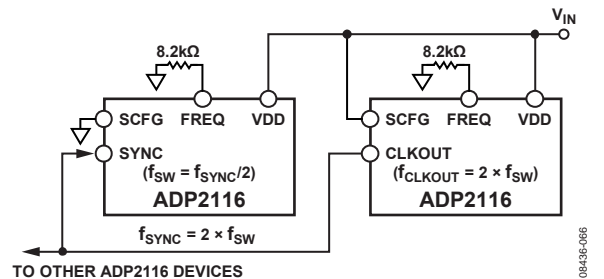 V_IN
8.2kΩ
8.2kΩ
SCFG FREQ VDD
SCFG FREQ VDD
SYNC
CLKOUT
(f_SW = f_SYNC/2)
(f_CLKOUT = 2 × f_SW)
ADP2116
ADP2116
f_SYNC = 2 × f_SW
TO OTHER ADP2116 DEVICES
08436-066